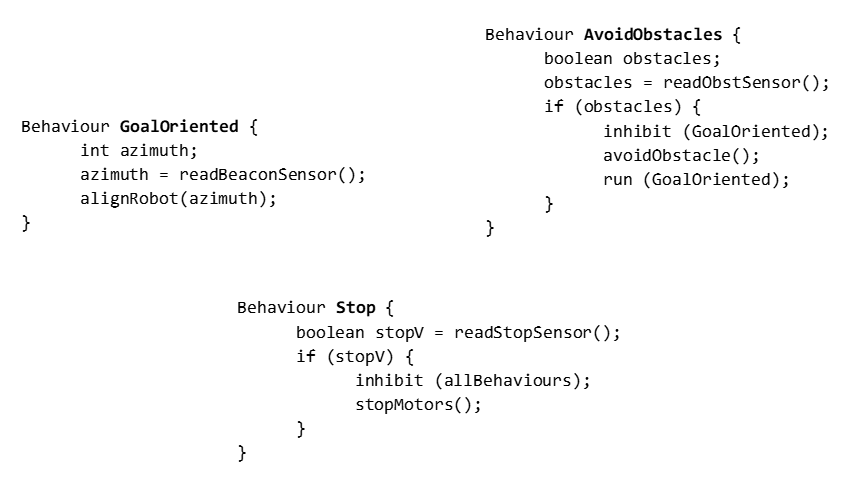 Behaviour GoalOriented {
      int azimuth;
      azimuth = readBeaconSensor();
      alignRobot(azimuth);
}
Behaviour AvoidObstacles {
      boolean obstacles;
      obstacles = readObstSensor();
      if (obstacles) {
            inhibit (GoalOriented);
            avoidObstacle();
            run (GoalOriented);
      }
}
Behaviour Stop {
      boolean stopV = readStopSensor();
      if (stopV) {
            inhibit (allBehaviours);
            stopMotors();
      }
}